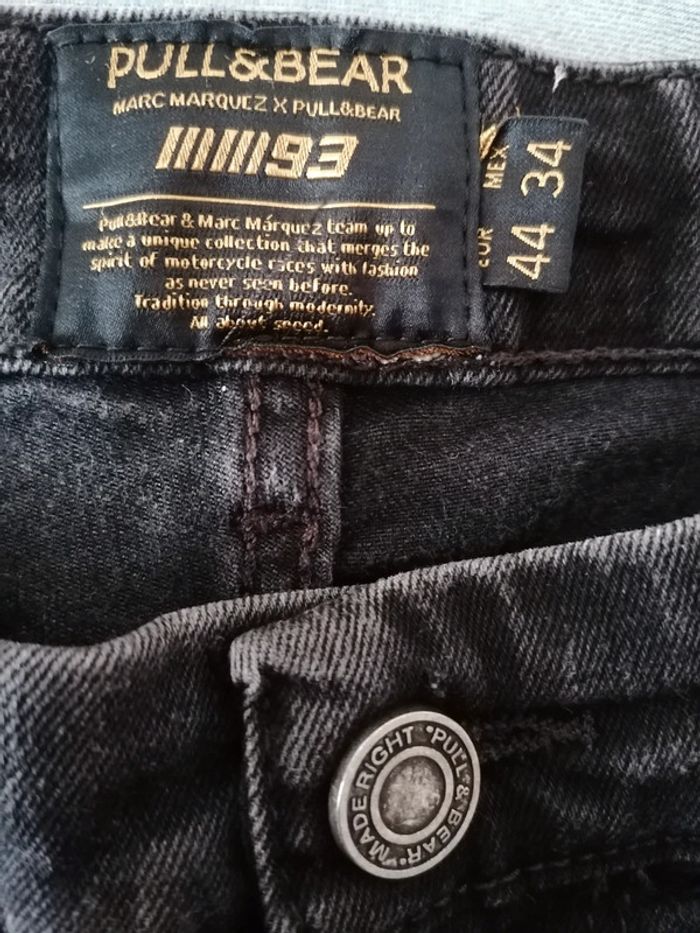 PULL&BEAR
MARC MARQUEZ X PULL&BEAR
93
Pull&Bear & Marc Márquez team up to
make a unique collection that merges the
spirit of motorcycle races with fashion
as never seen before.
Tradition through modernity.
All about speed.
EUR MEX
44 34
PULL & BEAR • MADE RIGHT •